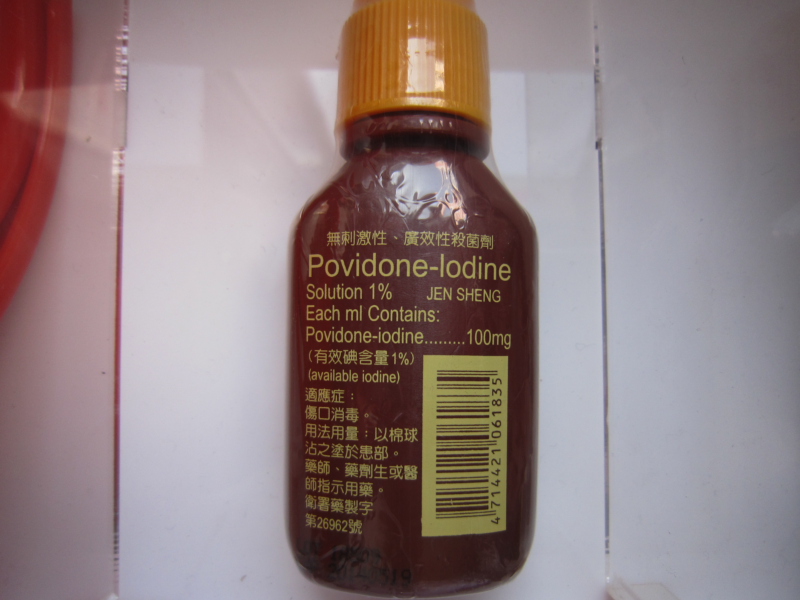 無刺激性、廣效性殺菌劑
Povidone-Iodine
Solution 1% JEN SHENG
Each ml Contains:
Povidone-iodine.........100mg
(有效碘含量1%)
(available iodine)
適應症：
傷口消毒。
用法用量：以棉球
沾之塗於患部。
藥師、藥劑生或醫
師指示用藥。
衛署藥製字
第26962號
4 714421 061835